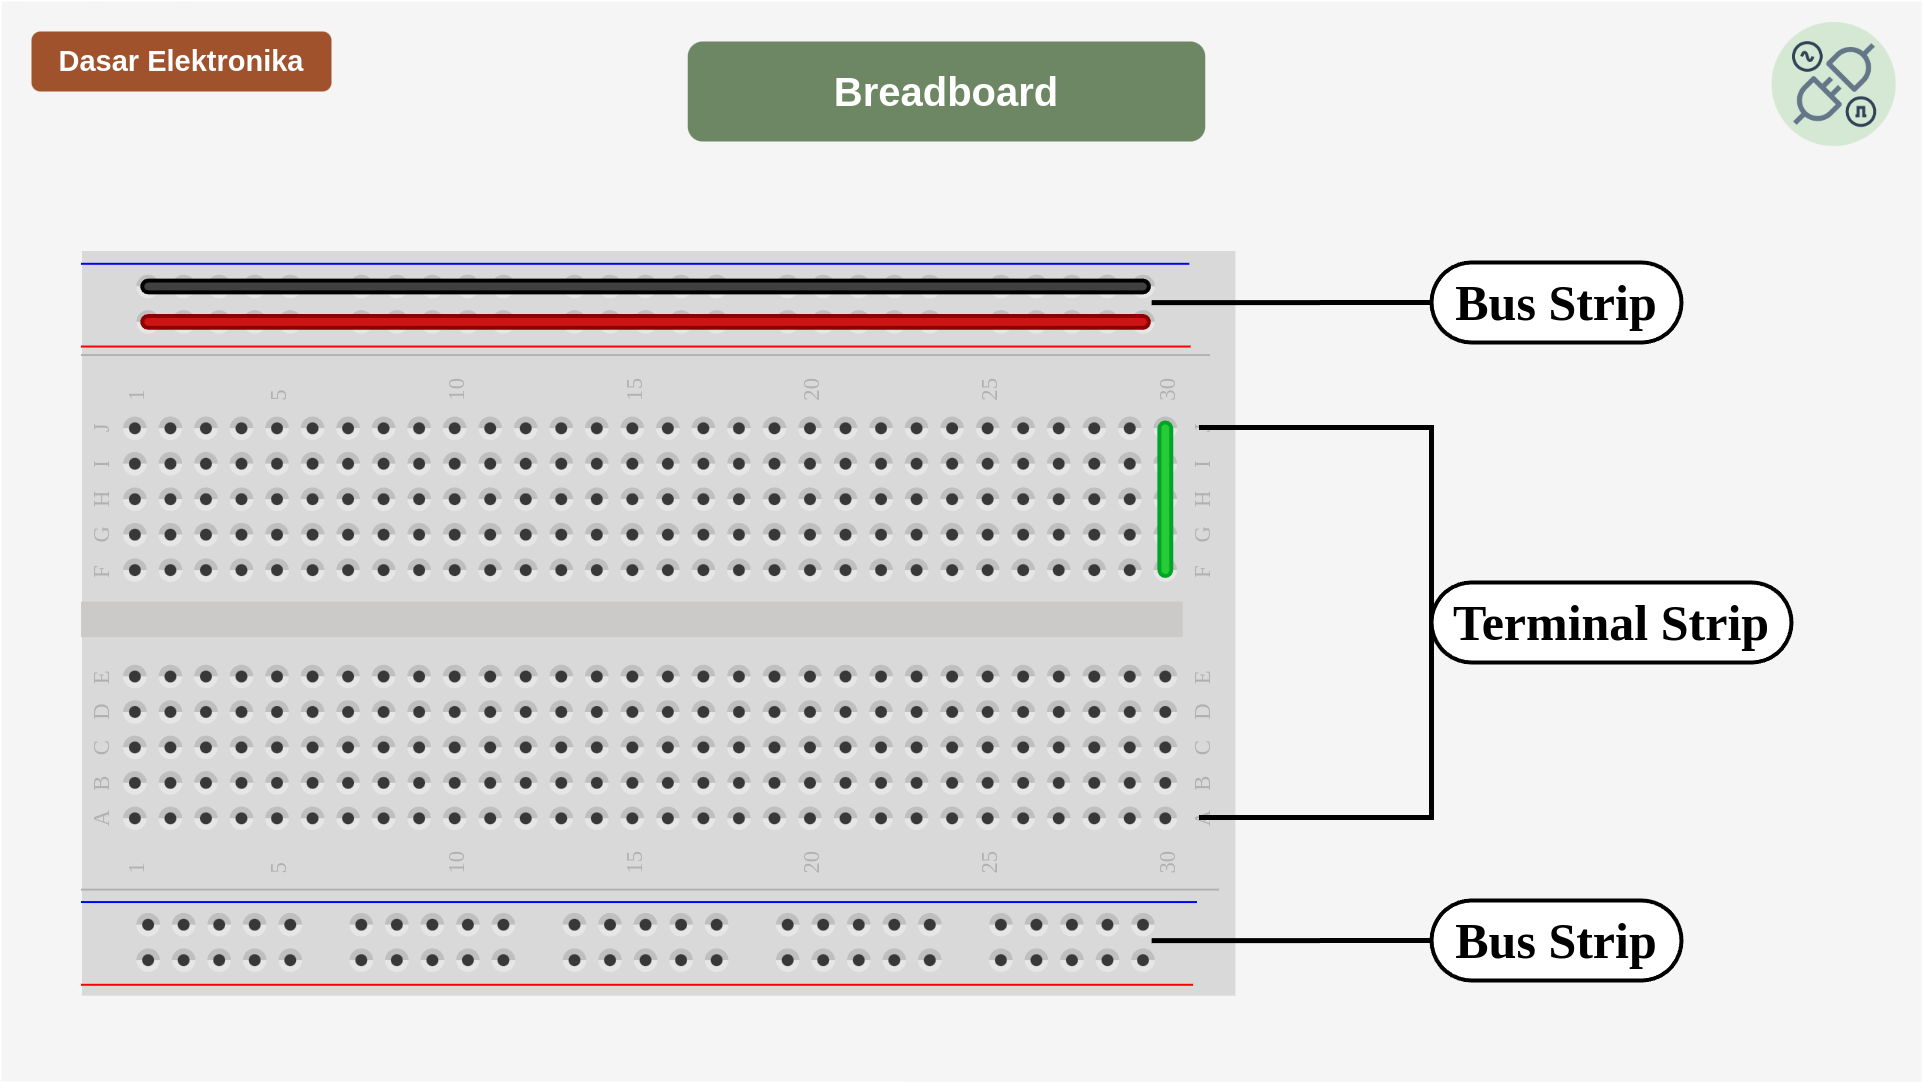 Dasar Elektronika
Breadboard
Bus Strip
1 5 10 15 20 25 30
J
I I
H H
G G
F F
Terminal Strip
E E
D D
C C
B B
A
1 5 10 15 20 25 30
Bus Strip